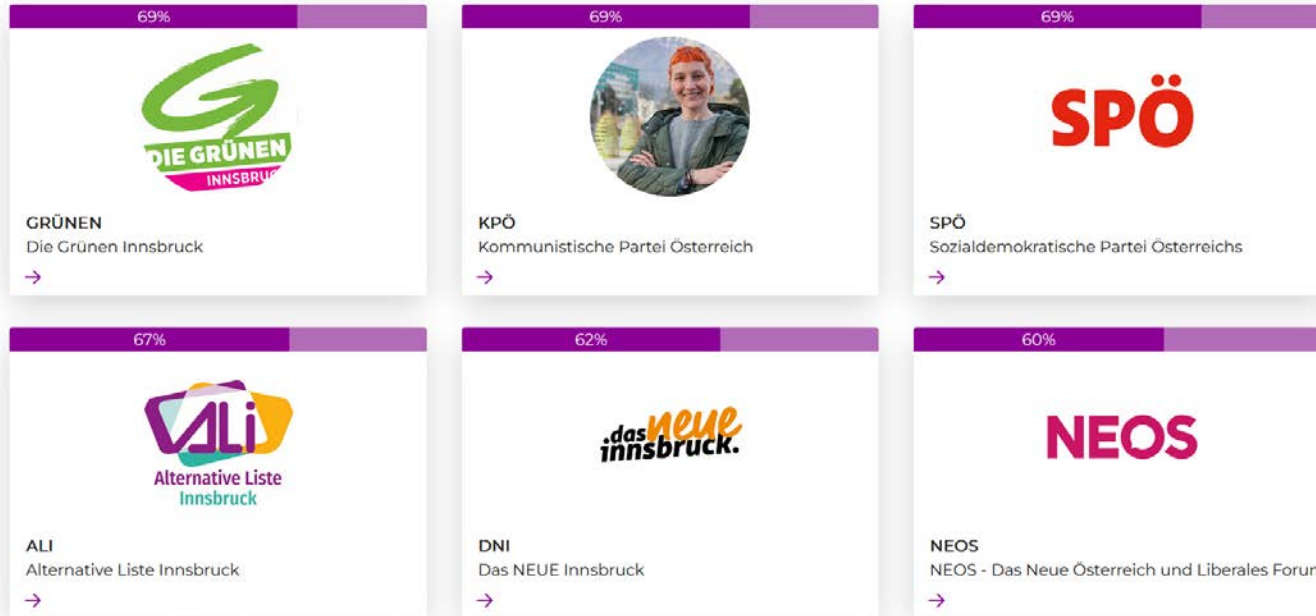 69%
DIE GRÜNEN
INNSBRUC
GRÜNEN
Die Grünen Innsbruck
→
69%
KPÖ
Kommunistische Partei Österreich
→
69%
SPÖ
SPÖ
Sozialdemokratische Partei Österreichs
→
67%
ALi
Alternative Liste
Innsbruck
ALI
Alternative Liste Innsbruck
→
62%
.das neue
innsbruck.
DNI
Das NEUE Innsbruck
→
60%
NEOS
NEOS
NEOS - Das Neue Österreich und Liberales Forum
→